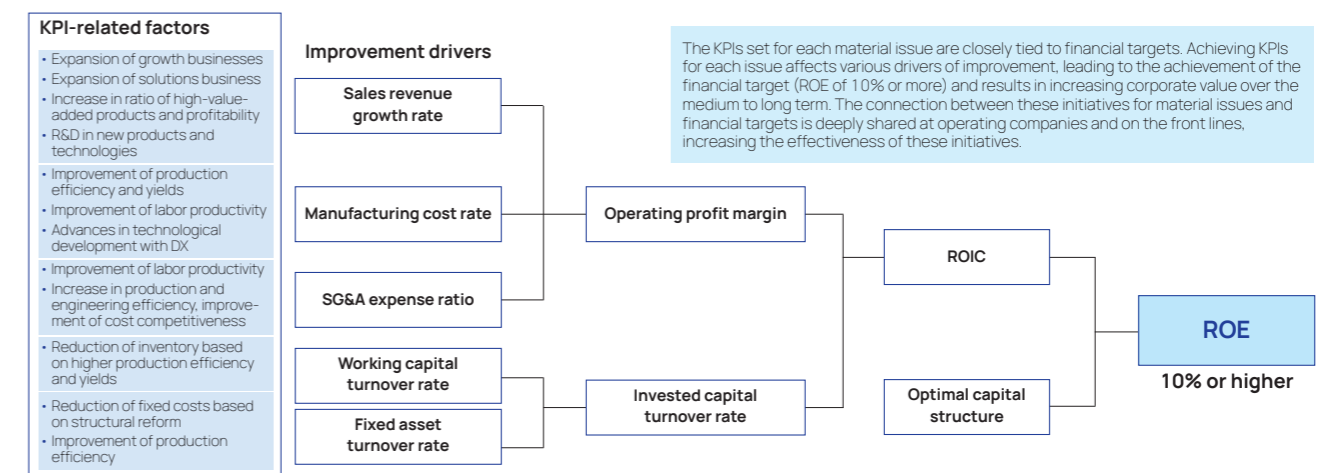 KPI-related factors
• Expansion of growth businesses
• Expansion of solutions business
• Increase in ratio of high-value-
added products and profitability
• R&D in new products and
technologies
• Improvement of production
efficiency and yields
• Improvement of labor productivity
• Advances in technological
development with DX
• Improvement of labor productivity
• Increase in production and
engineering efficiency, improve-
ment of cost competitiveness
• Reduction of inventory based
on higher production efficiency
and yields
• Reduction of fixed costs based
on structural reform
• Improvement of production
efficiency
Improvement drivers
Sales revenue
growth rate
Manufacturing cost rate
SG&A expense ratio
Working capital
turnover rate
Fixed asset
turnover rate
Operating profit margin
Invested capital
turnover rate
The KPIs set for each material issue are closely tied to financial targets. Achieving KPIs
for each issue affects various drivers of improvement, leading to the achievement of the
financial target (ROE of 10% or more) and results in increasing corporate value over the
medium to long term. The connection between these initiatives for material issues and
financial targets is deeply shared at operating companies and on the front lines,
increasing the effectiveness of these initiatives.
ROIC
Optimal capital
structure
ROE
10% or higher